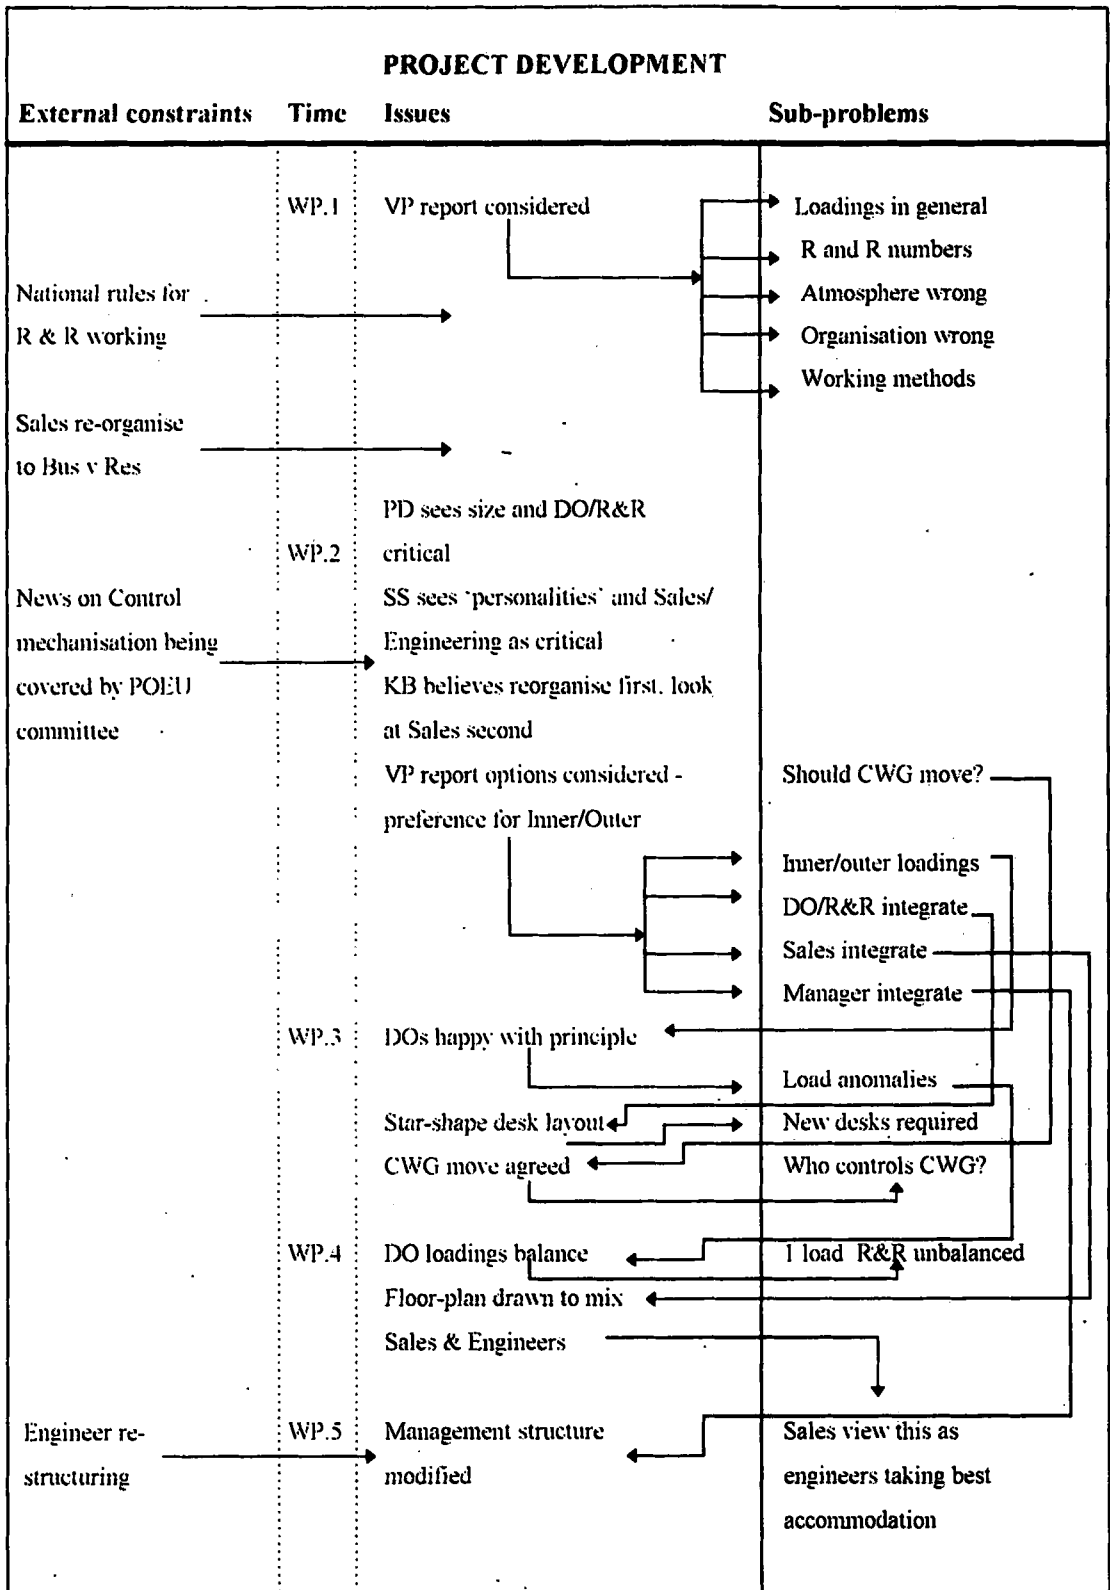 PROJECT DEVELOPMENT
External constraints Time Issues Sub-problems
WP.1 VP report considered Loadings in general
R and R numbers
National rules for Atmosphere wrong
R & R working Organisation wrong
Working methods
Sales re-organise
to Bus v Res
PD sees size and DO/R&R
WP.2 critical
News on Control SS sees 'personalities' and Sales/
mechanisation being Engineering as critical
covered by POEU KB believes reorganise first, look
committee at Sales second
VP report options considered - Should CWG move?
preference for Inner/Outer
Inner/outer loadings
DO/R&R integrate
Sales integrate
Manager integrate
WP.3 DOs happy with principle
Load anomalies
Star-shape desk layout New desks required
CWG move agreed Who controls CWG?
WP.4 DO loadings balance 1 load R&R unbalanced
Floor-plan drawn to mix
Sales & Engineers
Engineer re- WP.5 Management structure Sales view this as
structuring modified engineers taking best
accommodation